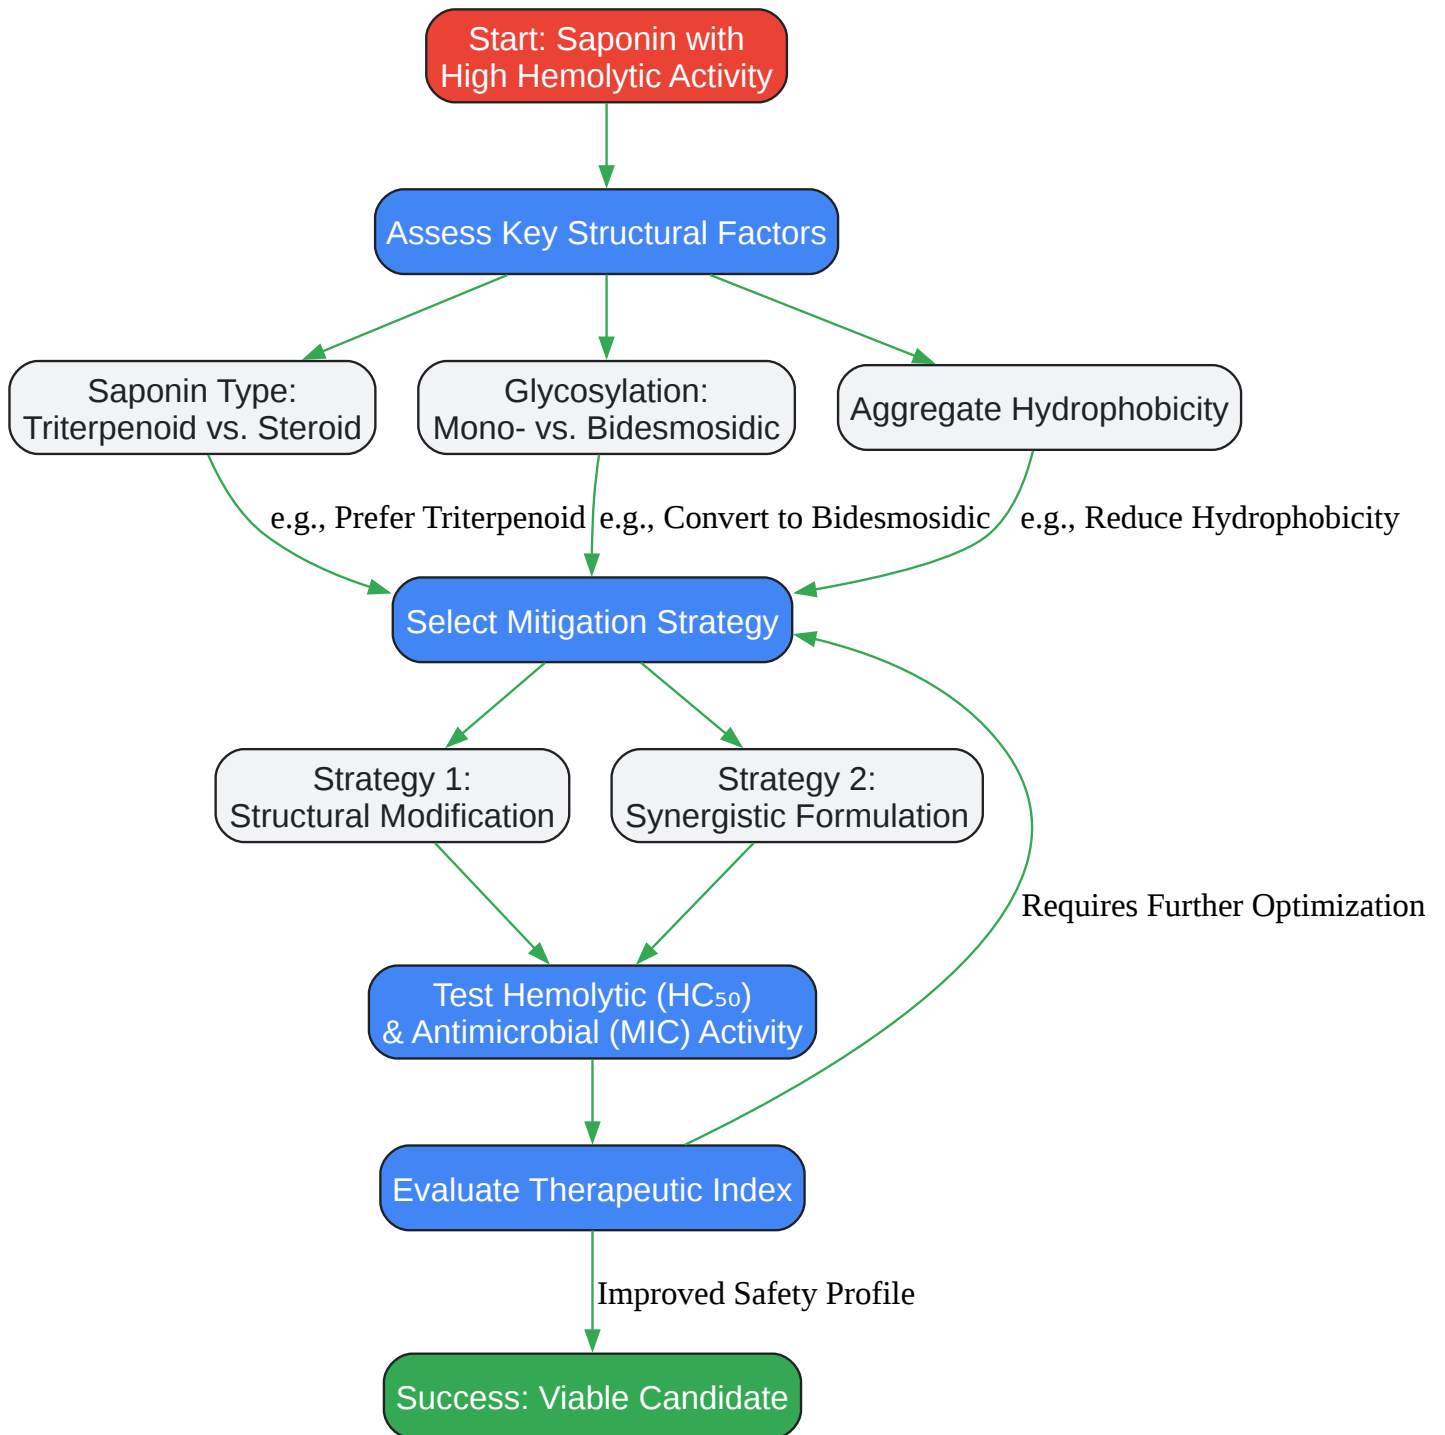 Start: Saponin with
High Hemolytic Activity
Assess Key Structural Factors
Saponin Type:
Triterpenoid vs. Steroid
Glycosylation:
Mono- vs. Bidesmosidic
Aggregate Hydrophobicity
e.g., Prefer Triterpenoid
e.g., Convert to Bidesmosidic
e.g., Reduce Hydrophobicity
Select Mitigation Strategy
Strategy 1:
Structural Modification
Strategy 2:
Synergistic Formulation
Requires Further Optimization
Test Hemolytic (HC₅₀)
& Antimicrobial (MIC) Activity
Evaluate Therapeutic Index
Improved Safety Profile
Success: Viable Candidate